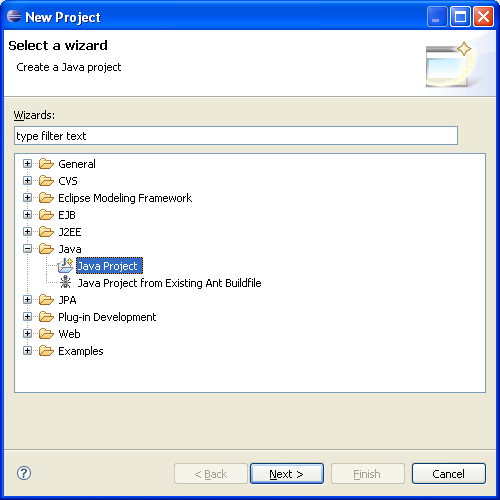 New Project
Select a wizard
Create a Java project
Wizards:
type filter text
General
CVS
Eclipse Modeling Framework
EJB
J2EE
Java
Java Project
Java Project from Existing Ant Buildfile
JPA
Plug-in Development
Web
Examples
? < Back Next > Finish Cancel